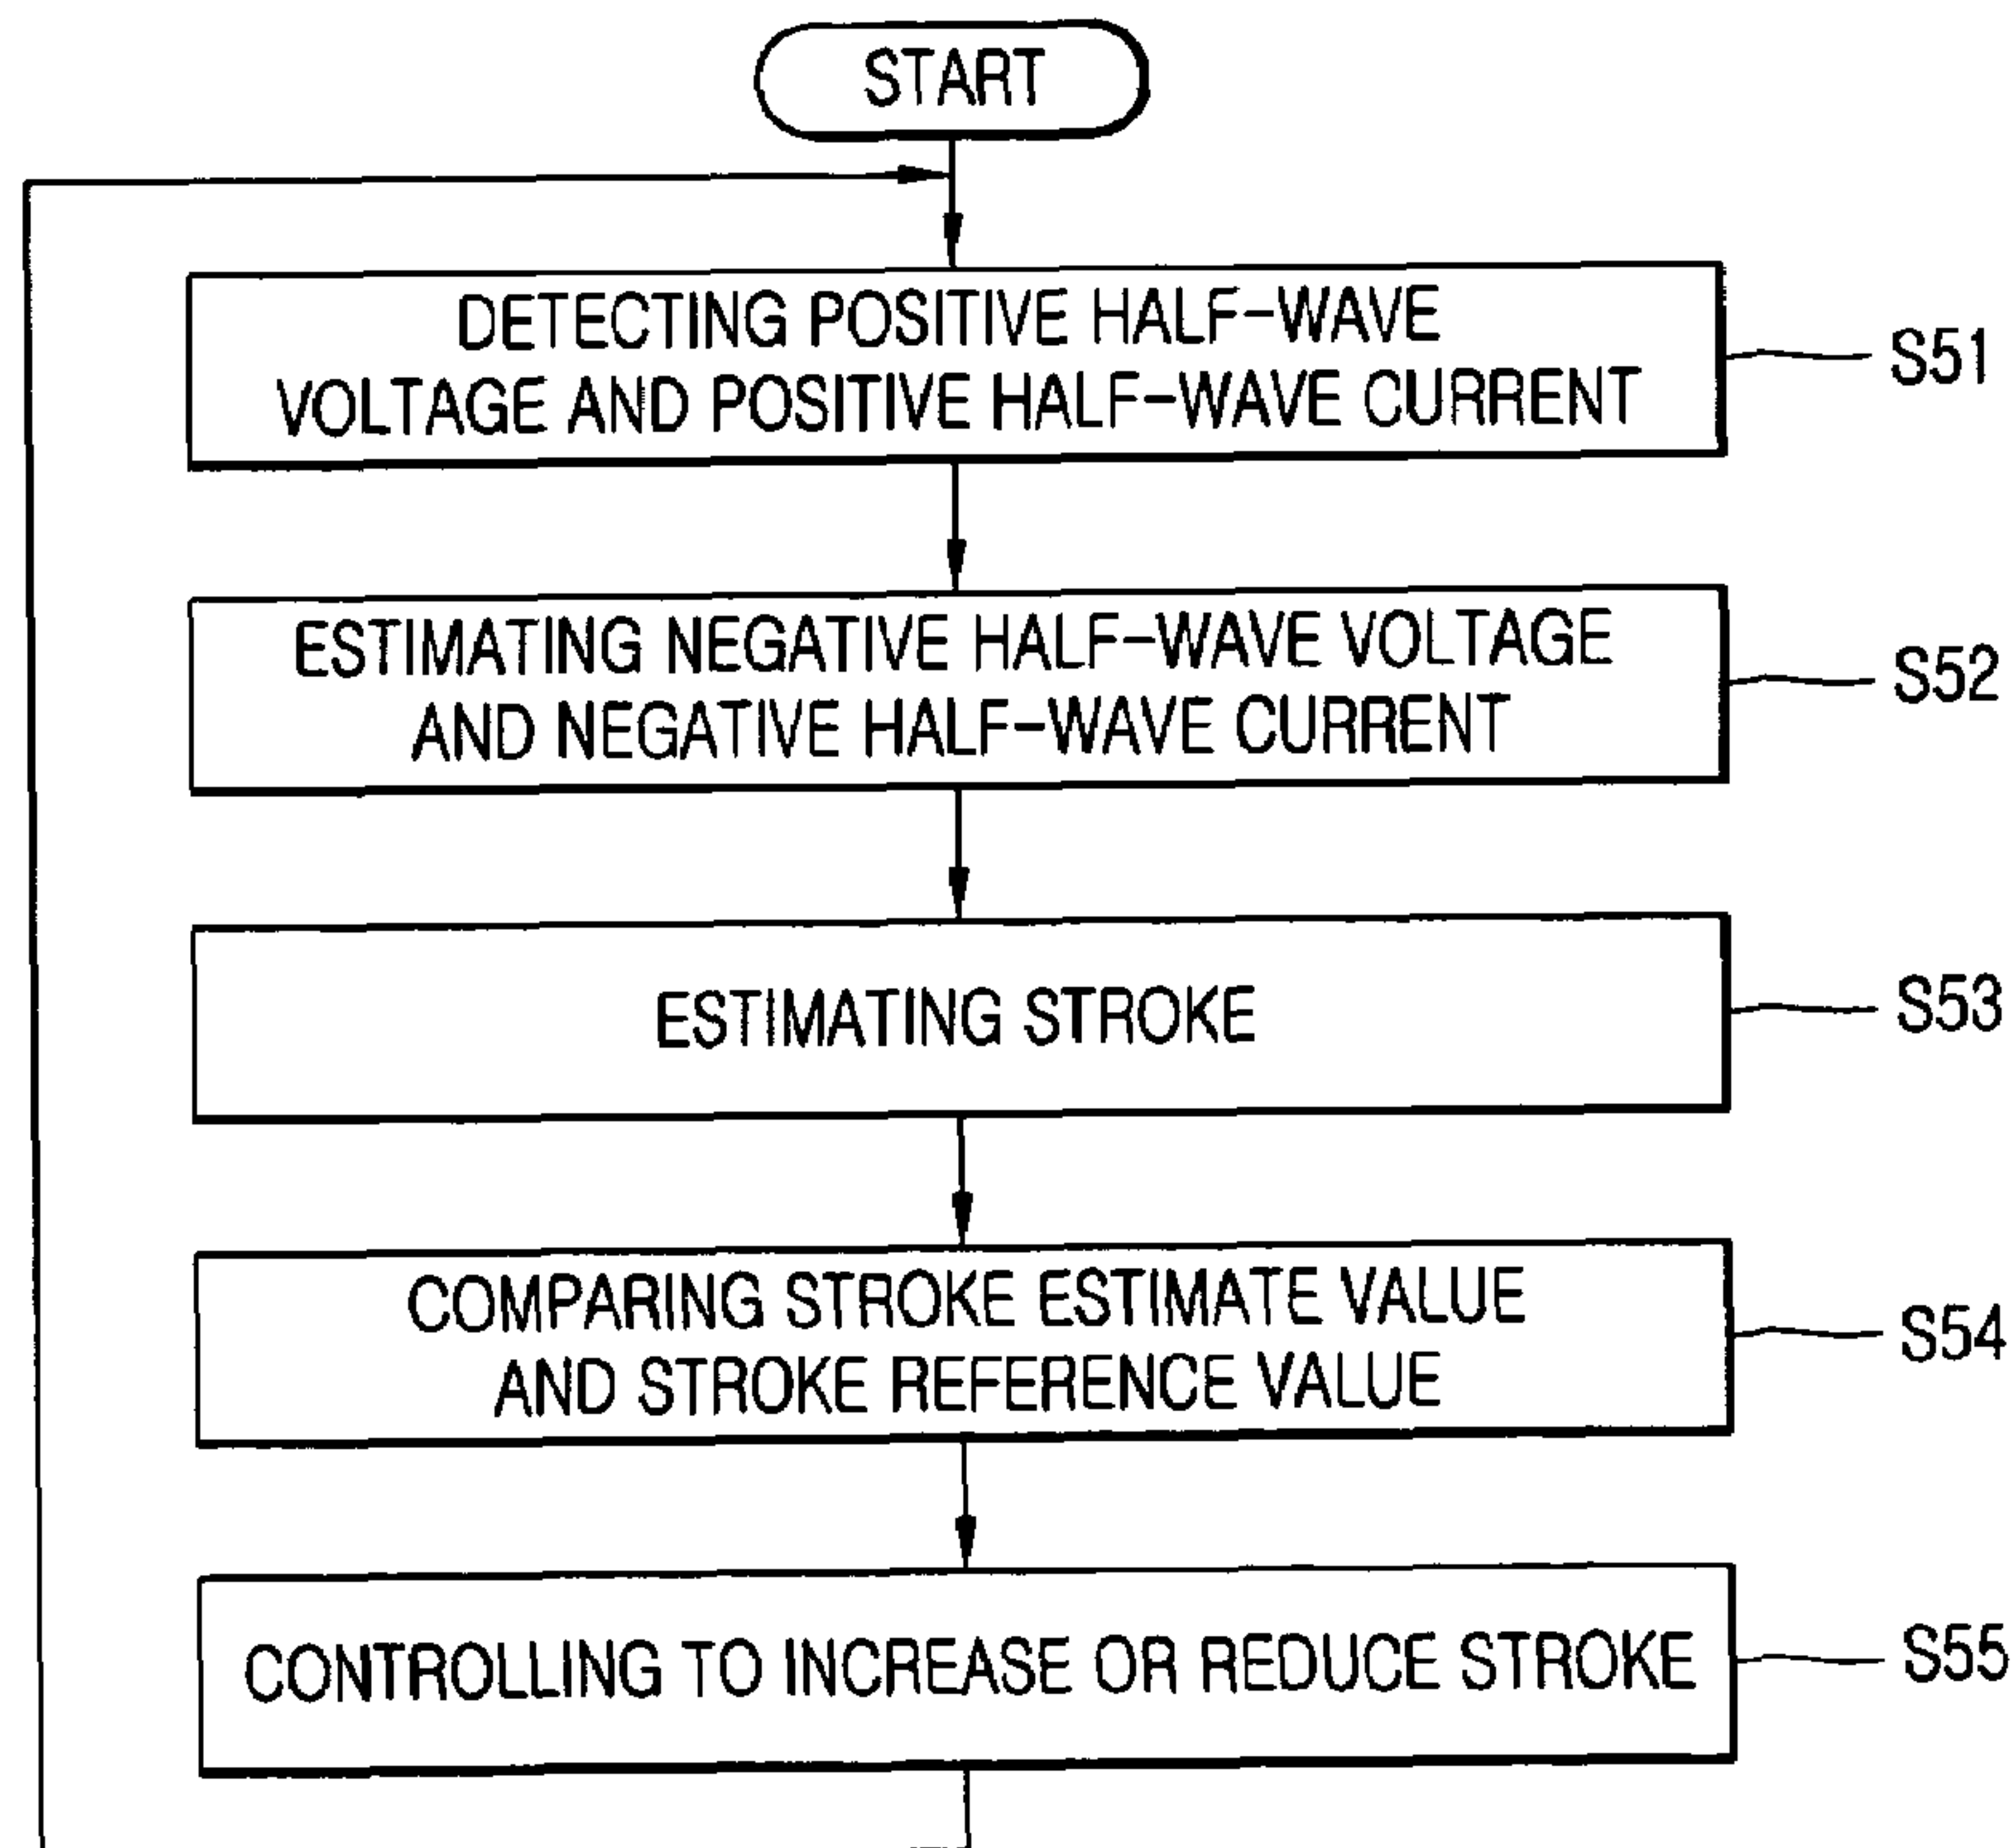 START
DETECTING POSITIVE HALF-WAVE
VOLTAGE AND POSITIVE HALF-WAVE CURRENT
S51
ESTIMATING NEGATIVE HALF-WAVE VOLTAGE
AND NEGATIVE HALF-WAVE CURRENT
S52
ESTIMATING STROKE
S53
COMPARING STROKE ESTIMATE VALUE
AND STROKE REFERENCE VALUE
S54
CONTROLLING TO INCREASE OR REDUCE STROKE
S55